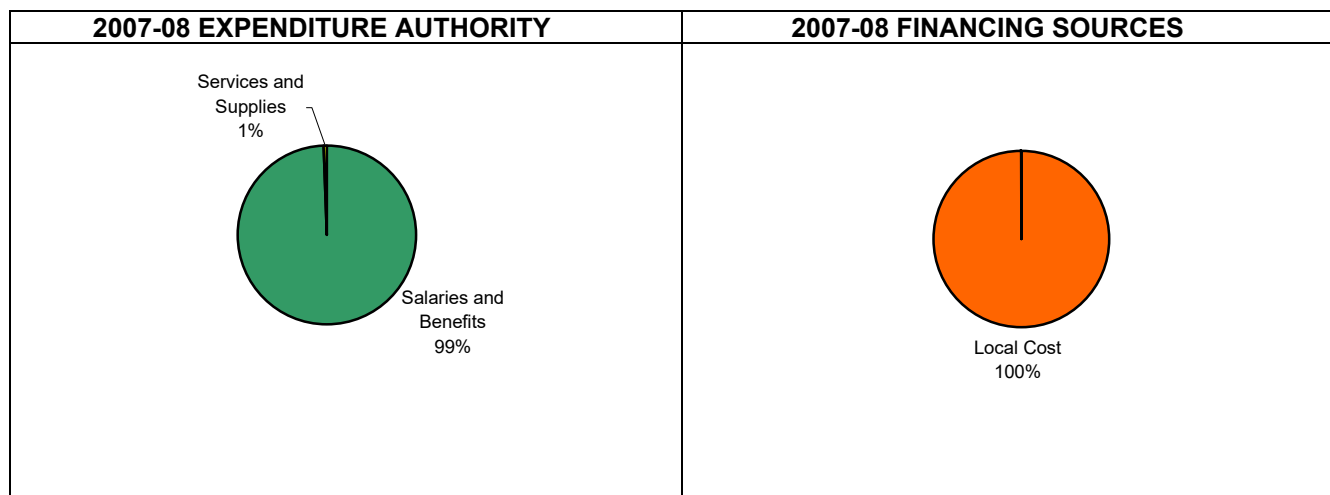 2007-08 EXPENDITURE AUTHORITY
Services and
Supplies
1%
Salaries and
Benefits
99%
2007-08 FINANCING SOURCES
Local Cost
100%